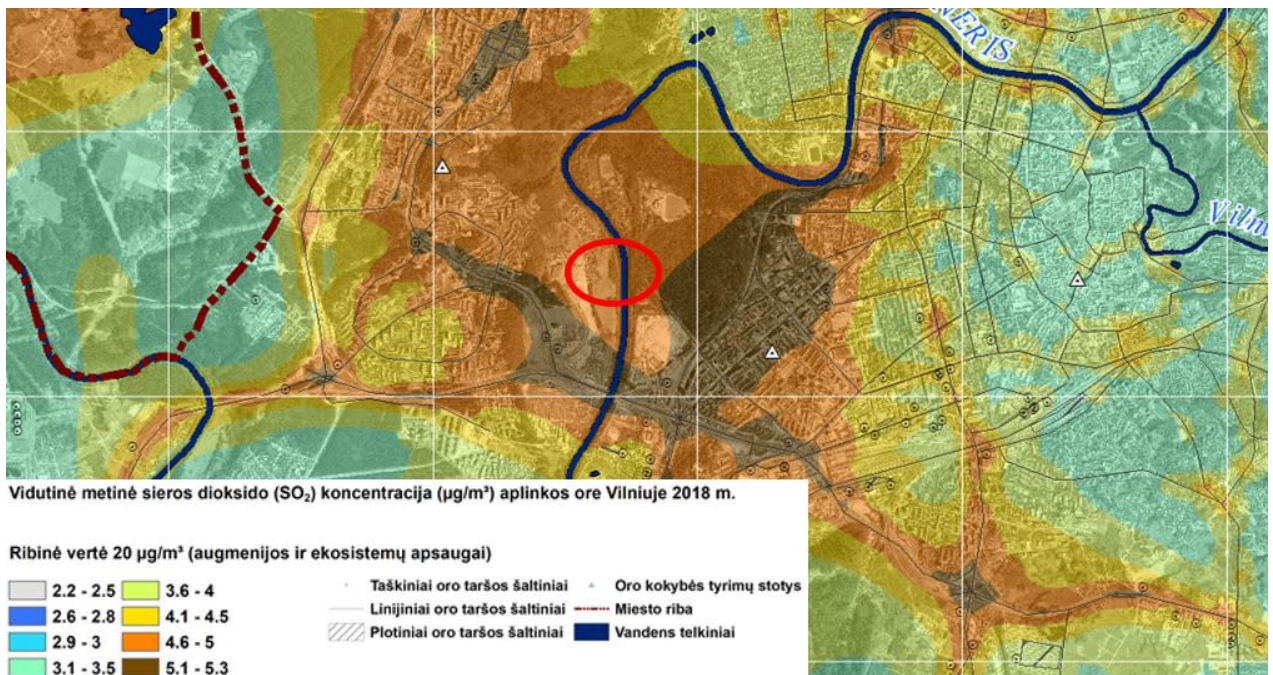 NERIS
Viln
Vidutinė metinė sieros dioksido (SO₂) koncentracija (µg/m³) aplinkos ore Vilniuje 2018 m.
Ribinė vertė 20 µg/m³ (augmenijos ir ekosistemų apsaugai)
2.2 - 2.5 3.6 - 4 Taškiniai oro taršos šaltiniai Oro kokybės tyrimų stotys
2.6 - 2.8 4.1 - 4.5 Linijiniai oro taršos šaltiniai Miesto riba
2.9 - 3 4.6 - 5 Plotiniai oro taršos šaltiniai Vandens telkiniai
3.1 - 3.5 5.1 - 5.3